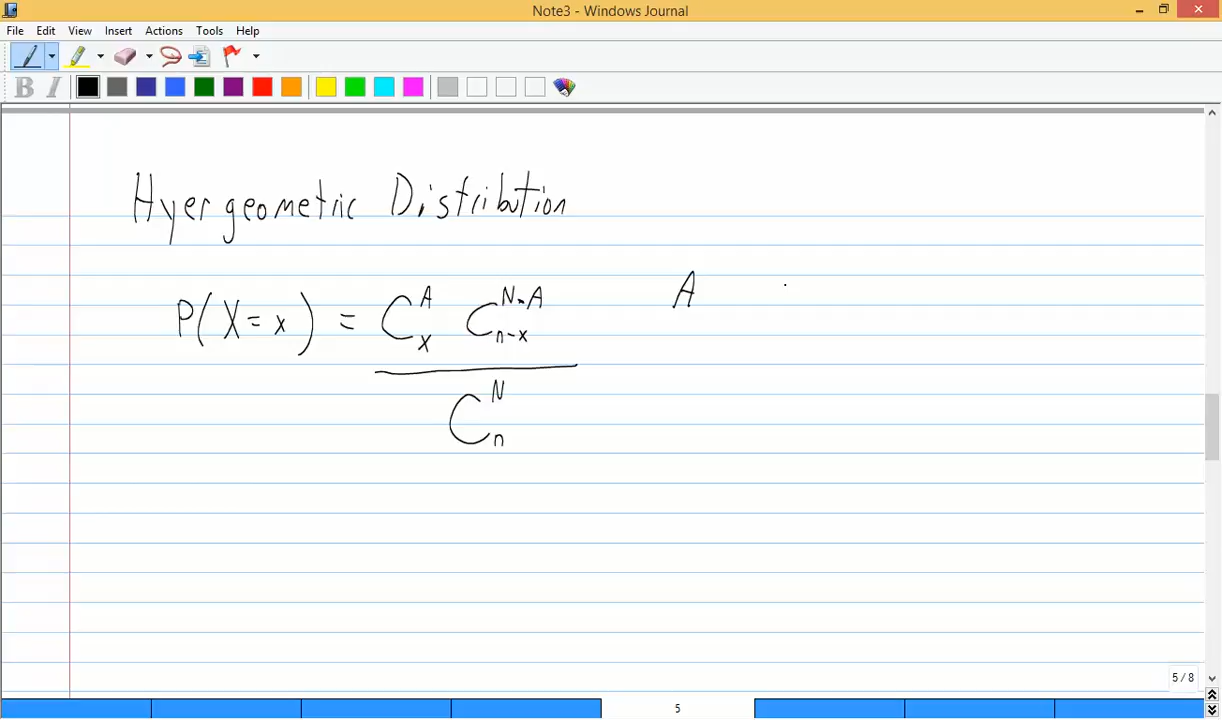 Note3 - Windows Journal
File Edit View Insert Actions Tools Help
B I
Hyergeometric Distribution
P(X = x) = C^A_x C^{N-A}_{n-x} / C^N_n
A
5 / 8
5